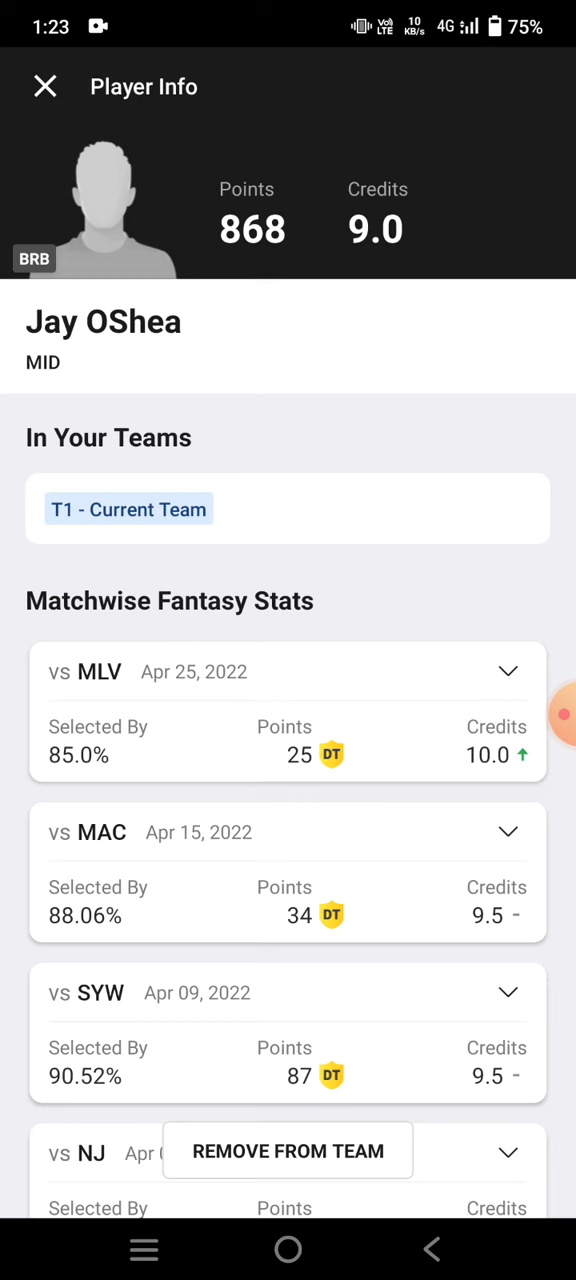 1:23 Vo) LTE 10 KB/s 4G 75%
Player Info
Points Credits
868 9.0
BRB
Jay OShea
MID
In Your Teams
T1 - Current Team
Matchwise Fantasy Stats
vs MLV Apr 25, 2022
Selected By Points Credits
85.0% 25 DT 10.0
vs MAC Apr 15, 2022
Selected By Points Credits
88.06% 34 DT 9.5 -
vs SYW Apr 09, 2022
Selected By Points Credits
90.52% 87 DT 9.5 -
vs NJ Apr
REMOVE FROM TEAM
Selected By Points Credits